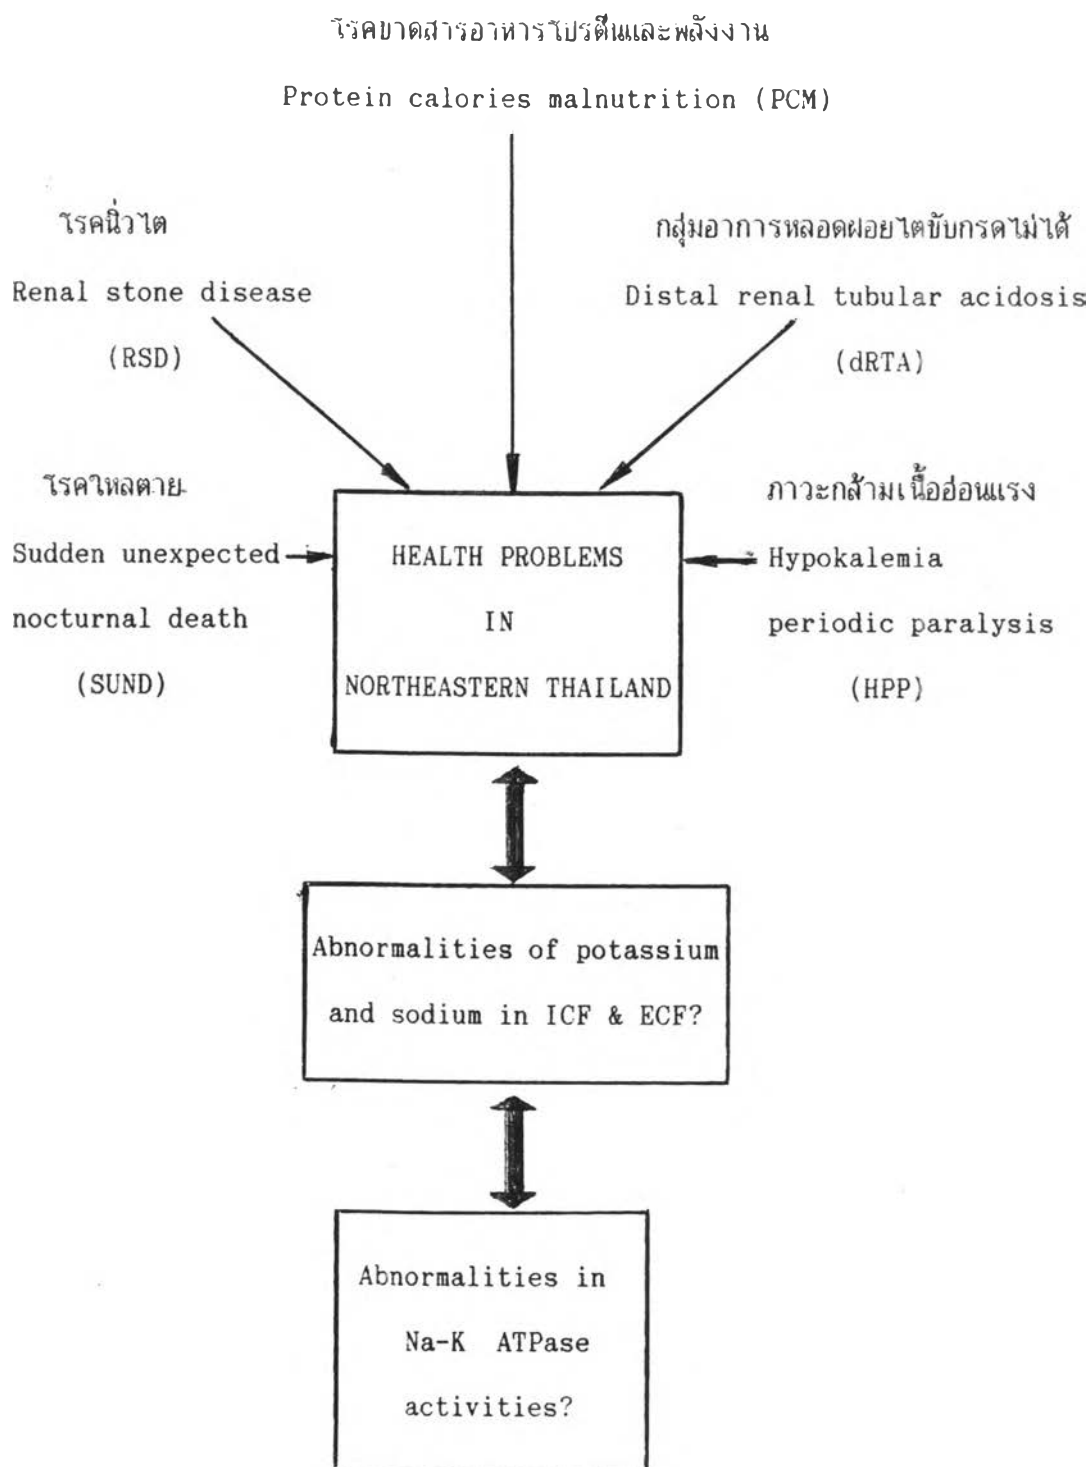 โรคขาดสารอาหารโปรตีนและพลังงาน
Protein calories malnutrition (PCM)
โรคนิ่วไต
Renal stone disease
(RSD)
กลุ่มอาการหลอดฝอยไตขับกรดไม่ได้
Distal renal tubular acidosis
(dRTA)
โรคใหลตาย
Sudden unexpected
nocturnal death
(SUND)
HEALTH PROBLEMS
IN
NORTHEASTERN THAILAND
ภาวะกล้ามเนื้ออ่อนแรง
Hypokalemia
periodic paralysis
(HPP)
Abnormalities of potassium
and sodium in ICF & ECF?
Abnormalities in
Na-K ATPase
activities?